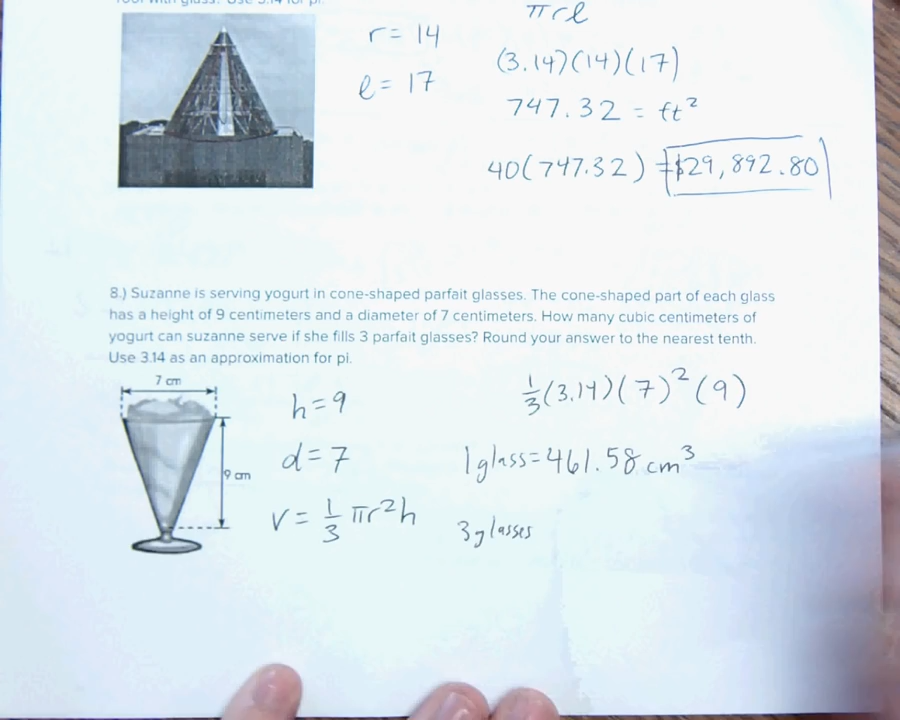 πrl
r = 14
l = 17
(3.14)(14)(17)
747.32 = ft²
40(747.32) = $29,892.80
8.) Suzanne is serving yogurt in cone-shaped parfait glasses. The cone-shaped part of each glass
has a height of 9 centimeters and a diameter of 7 centimeters. How many cubic centimeters of
yogurt can suzanne serve if she fills 3 parfait glasses? Round your answer to the nearest tenth.
Use 3.14 as an approximation for pi.
7 cm
9 cm
h = 9
d = 7
V = 1/3 πr²h
1/3 (3.14)(7)²(9)
1 glass = 461.58 cm³
3 glasses